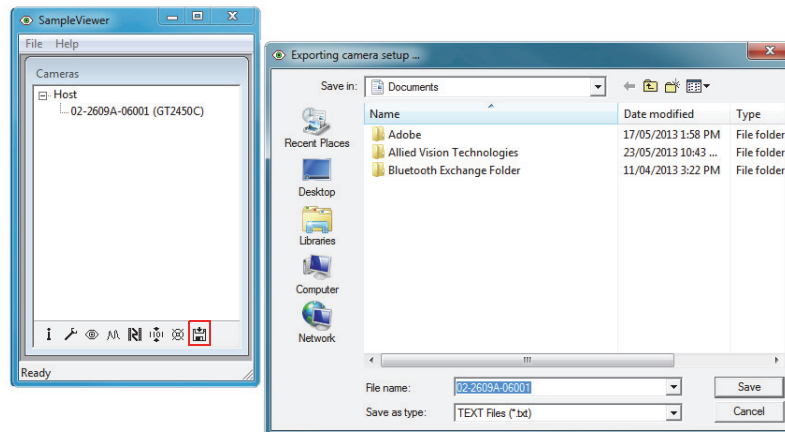 SampleViewer
File Help
Cameras
Host
02-2609A-06001 (GT2450C)
Ready
Exporting camera setup ...
Save in: Documents
Recent Places
Desktop
Libraries
Computer
Network
Name Date modified Type
Adobe 17/05/2013 1:58 PM File folder
Allied Vision Technologies 23/05/2013 10:43 ... File folder
Bluetooth Exchange Folder 11/04/2013 3:22 PM File folder
File name: 02-2609A-06001 Save
Save as type: TEXT Files (*.txt) Cancel